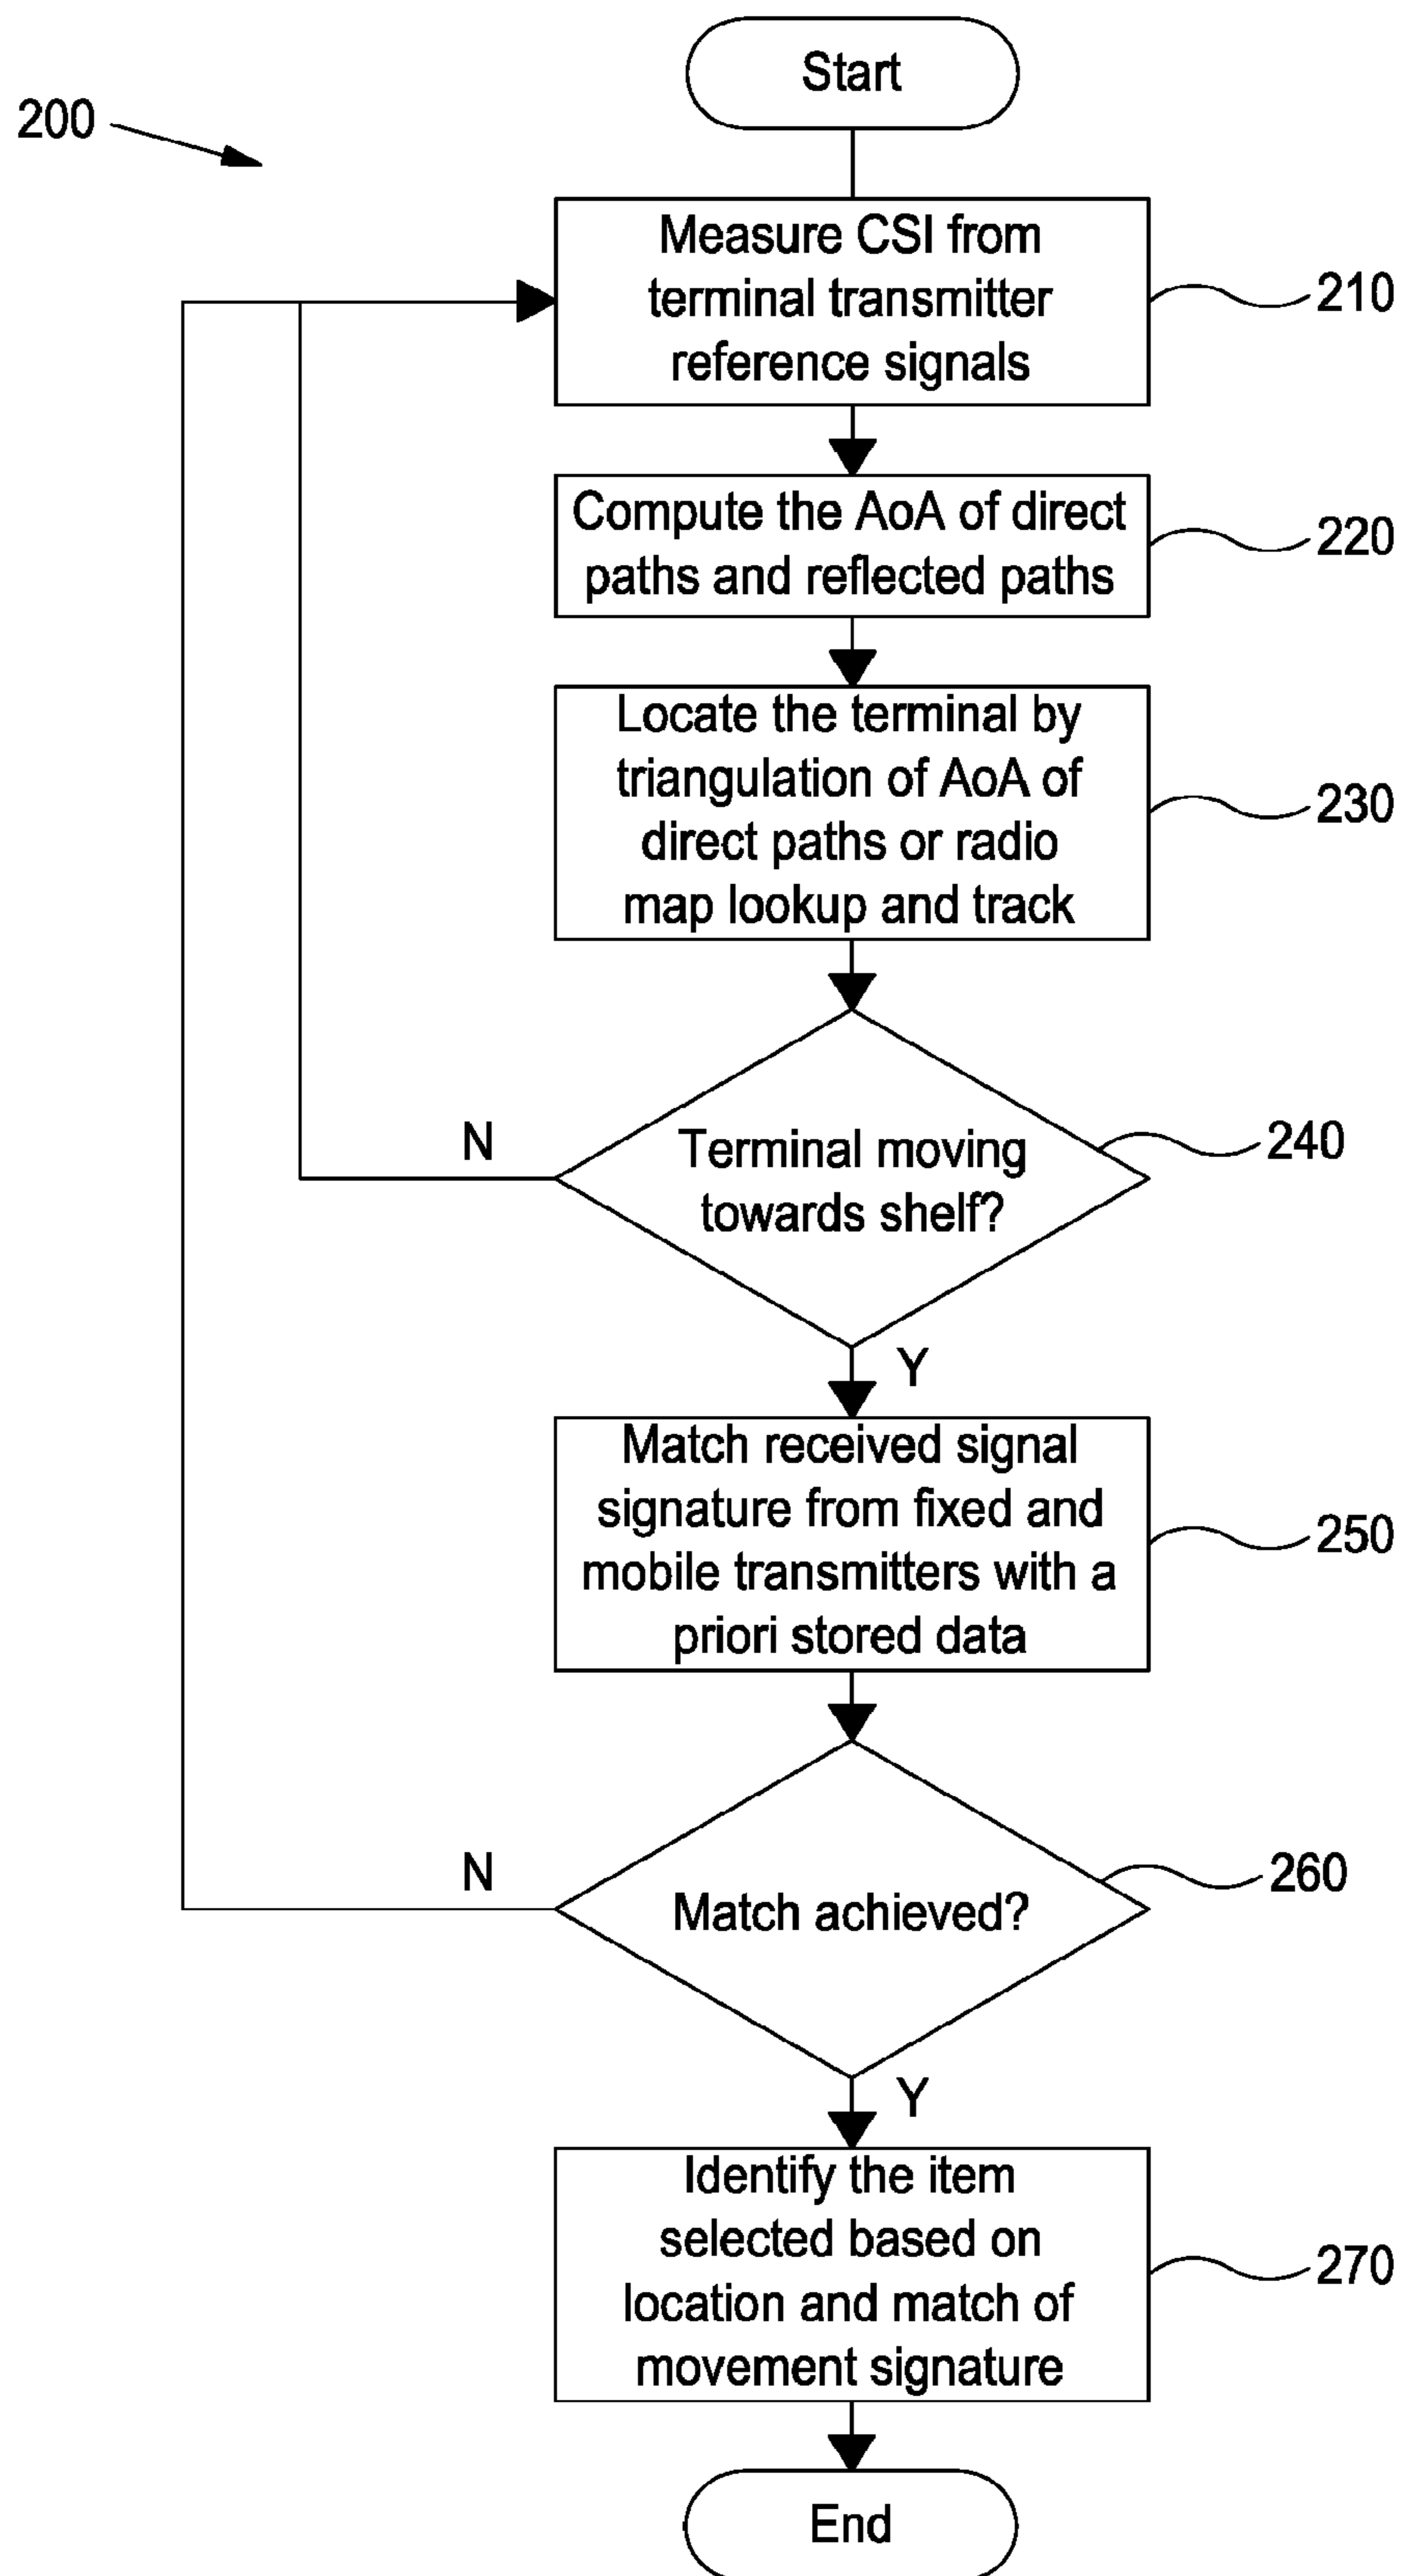 Start
200
Measure CSI from
terminal transmitter
reference signals
210
Compute the AoA of direct
paths and reflected paths
220
Locate the terminal by
triangulation of AoA of
direct paths or radio
map lookup and track
230
Terminal moving
towards shelf?
240
N
Y
Match received signal
signature from fixed and
mobile transmitters with a
priori stored data
250
Match achieved?
260
N
Y
Identify the item
selected based on
location and match of
movement signature
270
End